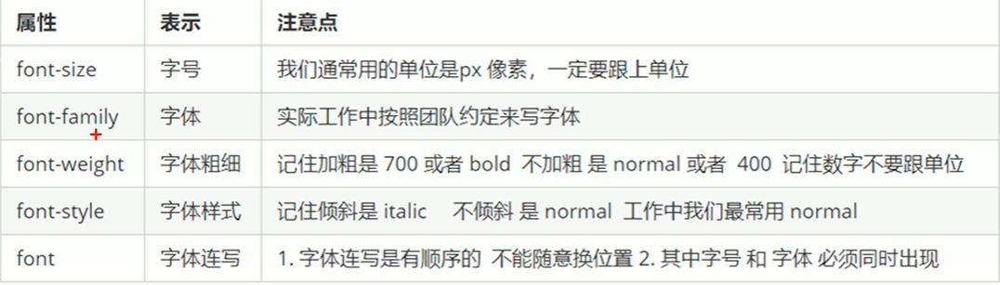 属性 表示 注意点
font-size 字号 我们通常用的单位是px 像素，一定要跟上单位
font-family 字体 实际工作中按照团队约定来写字体
font-weight 字体粗细 记住加粗是 700 或者 bold 不加粗 是 normal 或者 400 记住数字不要跟单位
font-style 字体样式 记住倾斜是 italic 不倾斜 是 normal 工作中我们最常用 normal
font 字体连写 1. 字体连写是有顺序的 不能随意换位置 2. 其中字号 和 字体 必须同时出现